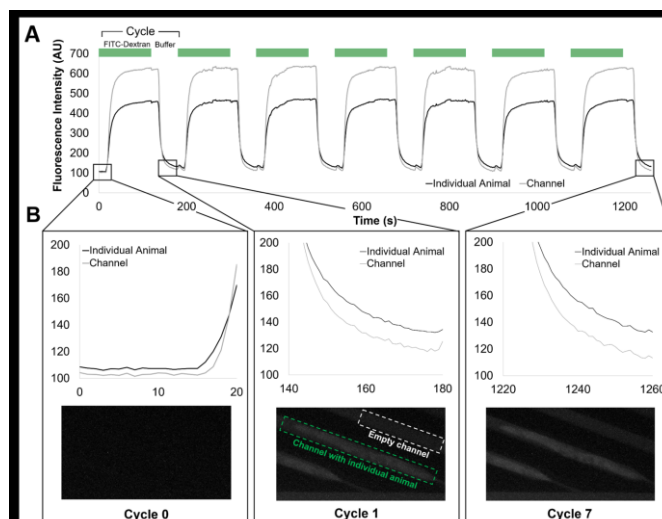 A
Cycle
FITC-Dextran Buffer
Fluorescence Intensity (AU)
700
600
500
400
300
200
100
0
0 200 400 600 800 1000 1200
Individual Animal Channel
Time (s)
B
200
180
160
140
120
100
0 10 20
Individual Animal
Channel
200
180
160
140
120
100
140 160 180
Individual Animal
Channel
200
180
160
140
120
100
1220 1240 1260
Individual Animal
Channel
Empty channel
Channel with individual animal
Cycle 0
Cycle 1
Cycle 7